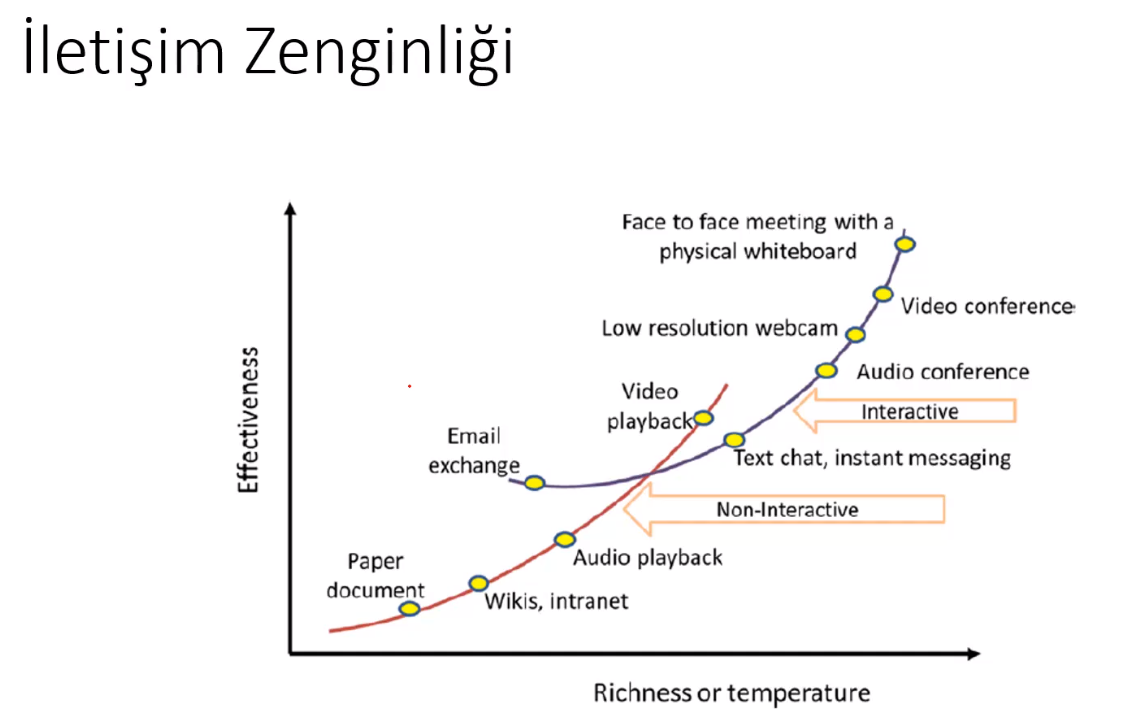 İletişim Zenginliği
Face to face meeting with a
physical whiteboard
Video conference
Low resolution webcam
Audio conference
Video
playback
Interactive
Email
exchange
Text chat, instant messaging
Effectiveness
Non-Interactive
Audio playback
Paper
document
Wikis, intranet
Richness or temperature